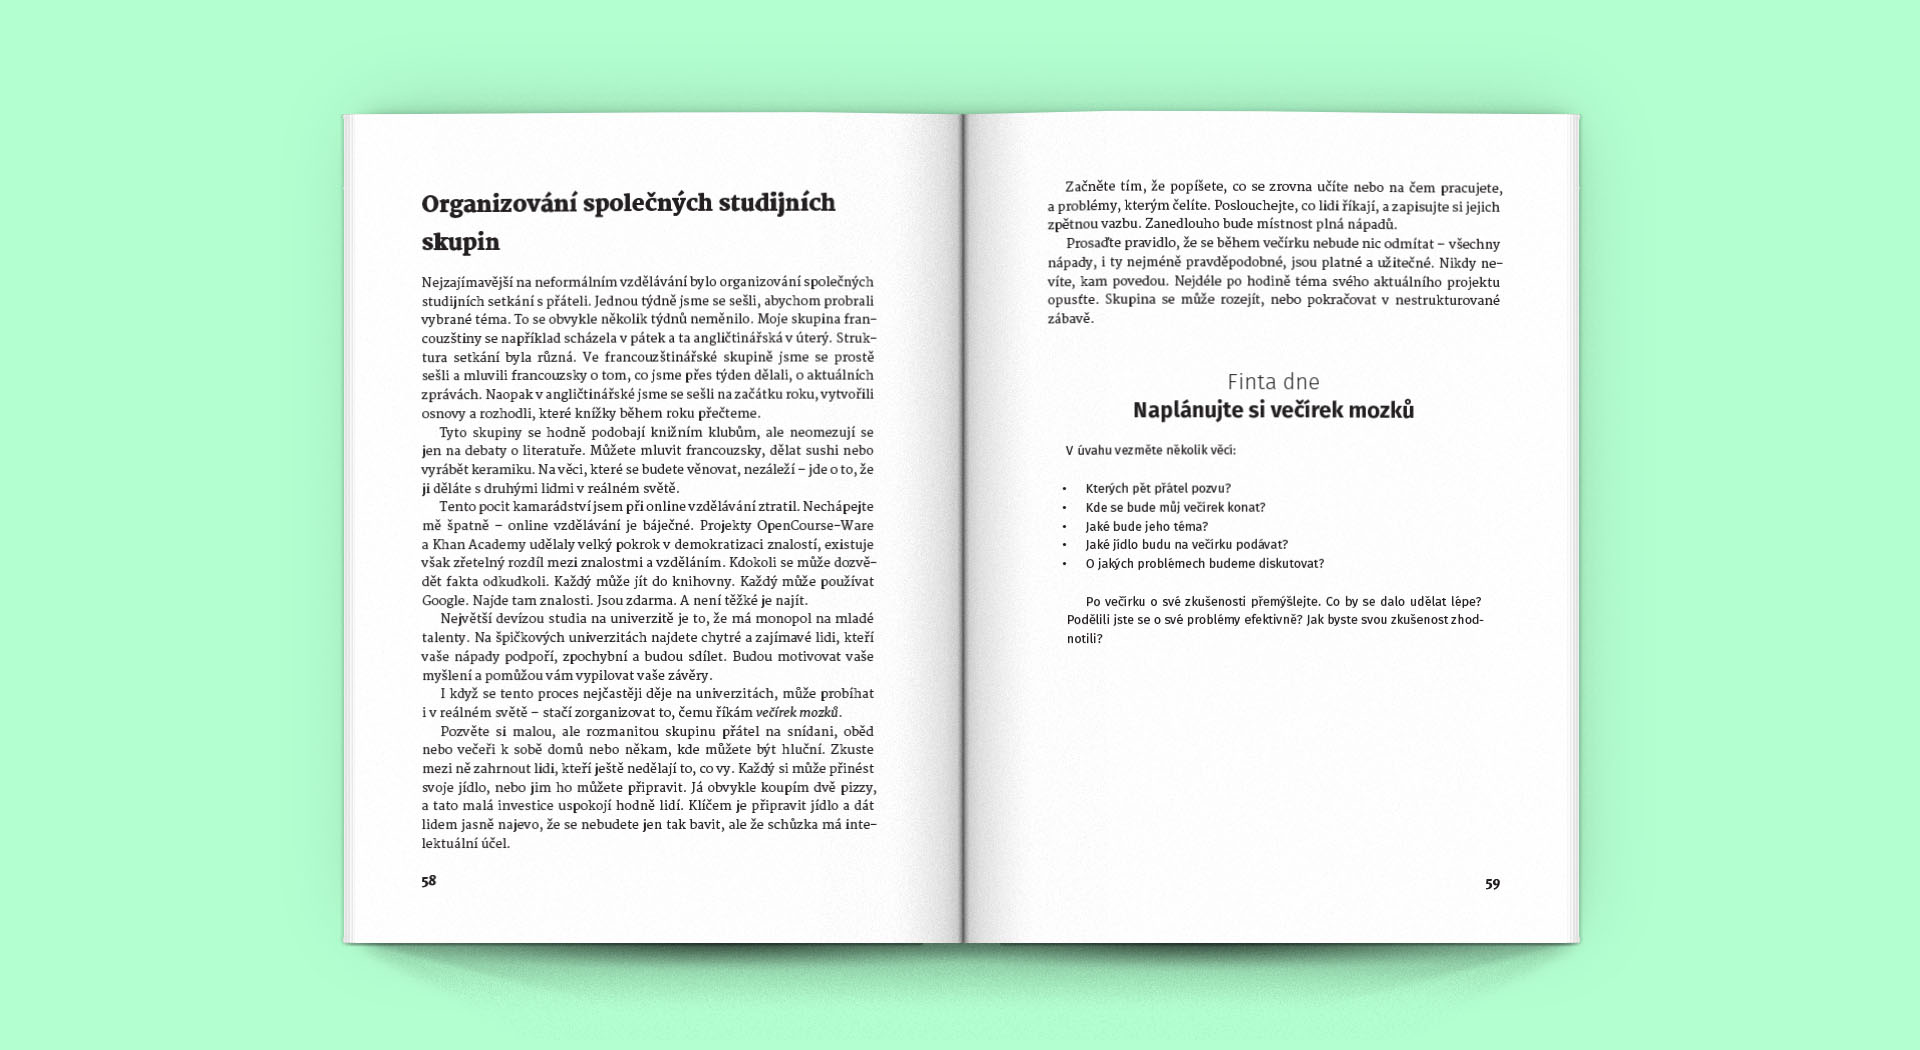 Organizování společných studijních
skupin
Nejzajímavější na neformálním vzdělávání bylo organizování společných
studijních setkání s přáteli. Jednou týdně jsme se sešli, abychom probrali
vybrané téma. To se obvykle několik týdnů neměnilo. Moje skupina fran-
couzštiny se například scházela v pátek a ta angličtinářská v úterý. Struk-
tura setkání byla různá. Ve francouzštinářské skupině jsme se prostě
sešli a mluvili francouzsky o tom, co jsme přes týden dělali, o aktuálních
zprávách. Naopak v angličtinářské jsme se sešli na začátku roku, vytvořili
osnovy a rozhodli, které knížky během roku přečteme.
Tyto skupiny se hodně podobají knižním klubům, ale neomezují se
jen na debaty o literatuře. Můžete mluvit francouzsky, dělat sushi nebo
vyrábět keramiku. Na věci, které se budete věnovat, nezáleží – jde o to, že
ji děláte s druhými lidmi v reálném světě.
Tento pocit kamarádství jsem při online vzdělávání ztratil. Nechápejte
mě špatně – online vzdělávání je báječné. Projekty OpenCourse-Ware
a Khan Academy udělaly velký pokrok v demokratizaci znalostí, existuje
však zřetelný rozdíl mezi znalostmi a vzděláním. Kdokoli se může dozvě-
dět fakta odkudkoli. Každý může jít do knihovny. Každý může používat
Google. Najde tam znalosti. Jsou zdarma. A není těžké je najít.
Největší devízou studia na univerzitě je to, že má monopol na mladé
talenty. Na špičkových univerzitách najdete chytré a zajímavé lidi, kteří
vaše nápady podpoří, zpochybní a budou sdílet. Budou motivovat vaše
myšlení a pomůžou vám vypilovat vaše závěry.
I když se tento proces nejčastěji děje na univerzitách, může probíhat
i v reálném světě – stačí zorganizovat to, čemu říkám večírek mozků.
Pozvěte si malou, ale rozmanitou skupinu přátel na snídani, oběd
nebo večeři k sobě domů nebo někam, kde můžete být hluční. Zkuste
mezi ně zahrnout lidi, kteří ještě nedělají to, co vy. Každý si může přinést
svoje jídlo, nebo jim ho můžete připravit. Já obvykle koupím dvě pizzy,
a tato malá investice uspokojí hodně lidí. Klíčem je připravit jídlo a dát
lidem jasně najevo, že se nebudete jen tak bavit, ale že schůzka má inte-
lektuální účel.
58
Začněte tím, že popíšete, co se zrovna učíte nebo na čem pracujete,
a problémy, kterým čelíte. Poslouchejte, co lidi říkají, a zapisujte si jejich
zpětnou vazbu. Zanedlouho bude místnost plná nápadů.
Prosaďte pravidlo, že se během večírku nebude nic odmítat – všechny
nápady, i ty nejméně pravděpodobné, jsou platné a užitečné. Nikdy ne-
víte, kam povedou. Nejdéle po hodině téma svého aktuálního projektu
opusťte. Skupina se může rozejít, nebo pokračovat v nestrukturované
zábavě.
Finta dne
Naplánujte si večírek mozků
V úvahu vezměte několik věcí:
• Kterých pět přátel pozvu?
• Kde se bude můj večírek konat?
• Jaké bude jeho téma?
• Jaké jídlo budu na večírku podávat?
• O jakých problémech budeme diskutovat?
Po večírku o své zkušenosti přemýšlejte. Co by se dalo udělat lépe?
Podělili jste se o své problémy efektivně? Jak byste svou zkušenost zhod-
notili?
59